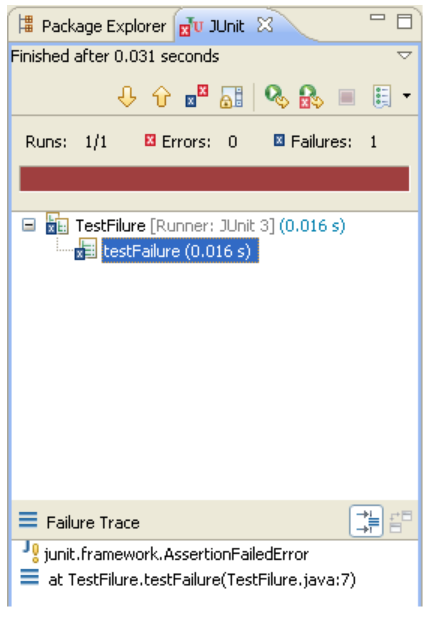 Package Explorer JUnit
Finished after 0.031 seconds
Runs: 1/1 Errors: 0 Failures: 1
TestFilure [Runner: JUnit 3] (0.016 s)
testFailure (0.016 s)
Failure Trace
junit.framework.AssertionFailedError
at TestFilure.testFailure(TestFilure.java:7)